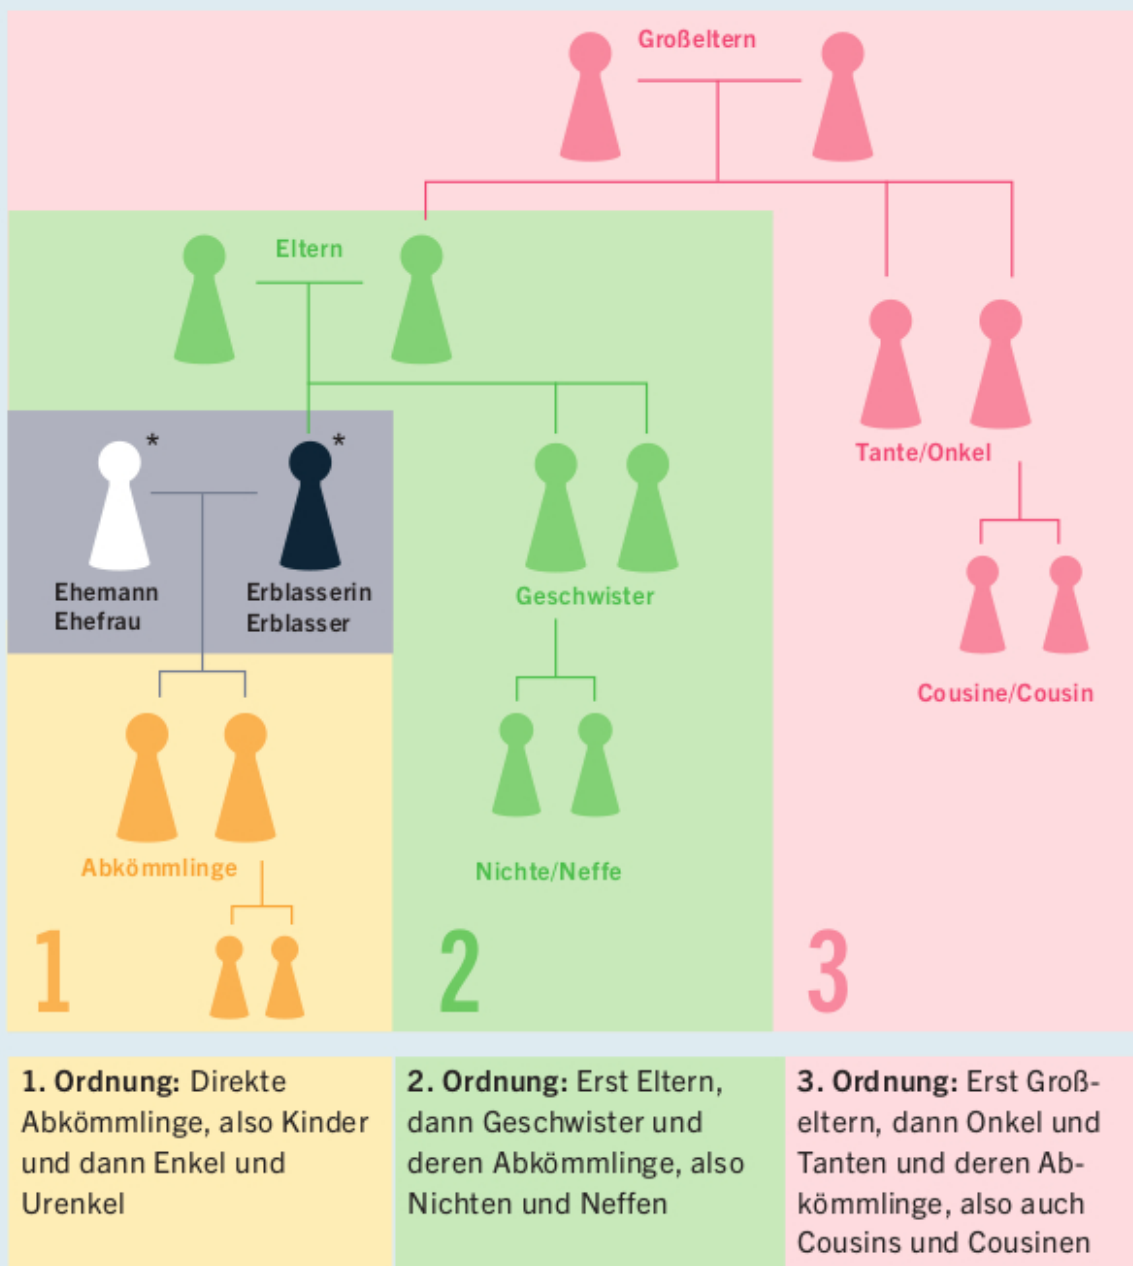 Großeltern
Eltern
*
*
Tante/Onkel
Ehemann
Ehefrau
Erblasserin
Erblasser
Geschwister
Cousine/Cousin
Abkömmlinge
Nichte/Neffe
1
2
3
1. Ordnung: Direkte
Abkömmlinge, also Kinder
und dann Enkel und
Urenkel
2. Ordnung: Erst Eltern,
dann Geschwister und
deren Abkömmlinge, also
Nichten und Neffen
3. Ordnung: Erst Groß-
eltern, dann Onkel und
Tanten und deren Ab-
kömmlinge, also auch
Cousins und Cousinen